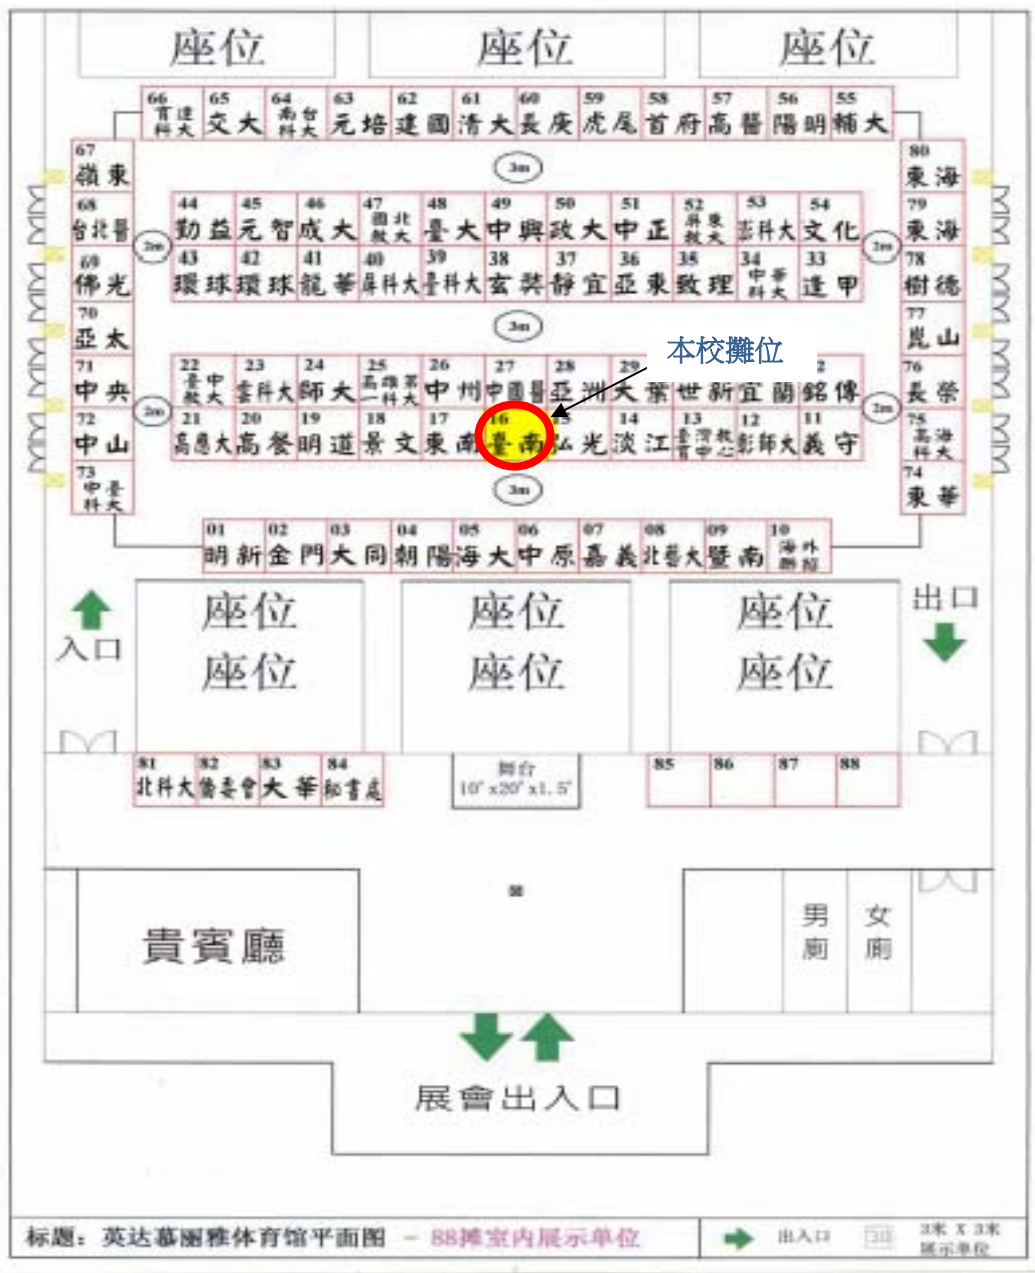 座位 座位 座位
66 育達科大 65 交大 64 南台科大 63 元培 62 建國 61 清大 60 長庚 59 虎尾 58 首府 57 高醫 56 陽明 55 輔大
3m
67 嶺東
80 東海
68 台北醫
44 勤益 45 元智 46 成大 47 國北教大 48 臺大 49 中興 50 政大 51 中正 52 屏東教大 53 澎科大 54 文化
79 東海
2m 2m
69 佛光
43 環球 42 環球 41 龍華 40 屏科大 39 臺科大 38 玄奘 37 靜宜 36 亞東 35 致理 34 中華科大 33 逢甲
78 樹德
70 亞太
3m
77 崑山
本校攤位
71 中央
22 臺中教大 23 雲科大 24 師大 25 高雄第一科大 26 中州 27 中國醫 28 亞洲 29 大葉 世新 宜蘭 2 銘傳
76 長榮
2m 2m
72 中山
21 高應大 20 高餐 19 明道 18 景文 17 東南 16 臺南 15 弘光 14 淡江 13 臺灣教育中心 12 彰師大 11 義守
75 高海科大
73 中臺科大
3m
74 東華
01 明新 02 金門 03 大同 04 朝陽 05 海大 06 中原 07 嘉義 08 北藝大 09 暨南 10 海外聯招
座位 座位 座位
入口
出口
座位 座位 座位
81 北科大 82 僑委會 83 大華 84 秘書處
舞台
10' x20' x1.5'
85 86 87 88
貴賓廳
男廁
女廁
展會出入口
标题：英达慕丽雅体育馆平面图 - 88摊室内展示单位
出入口
3米 X 3米
展示单位